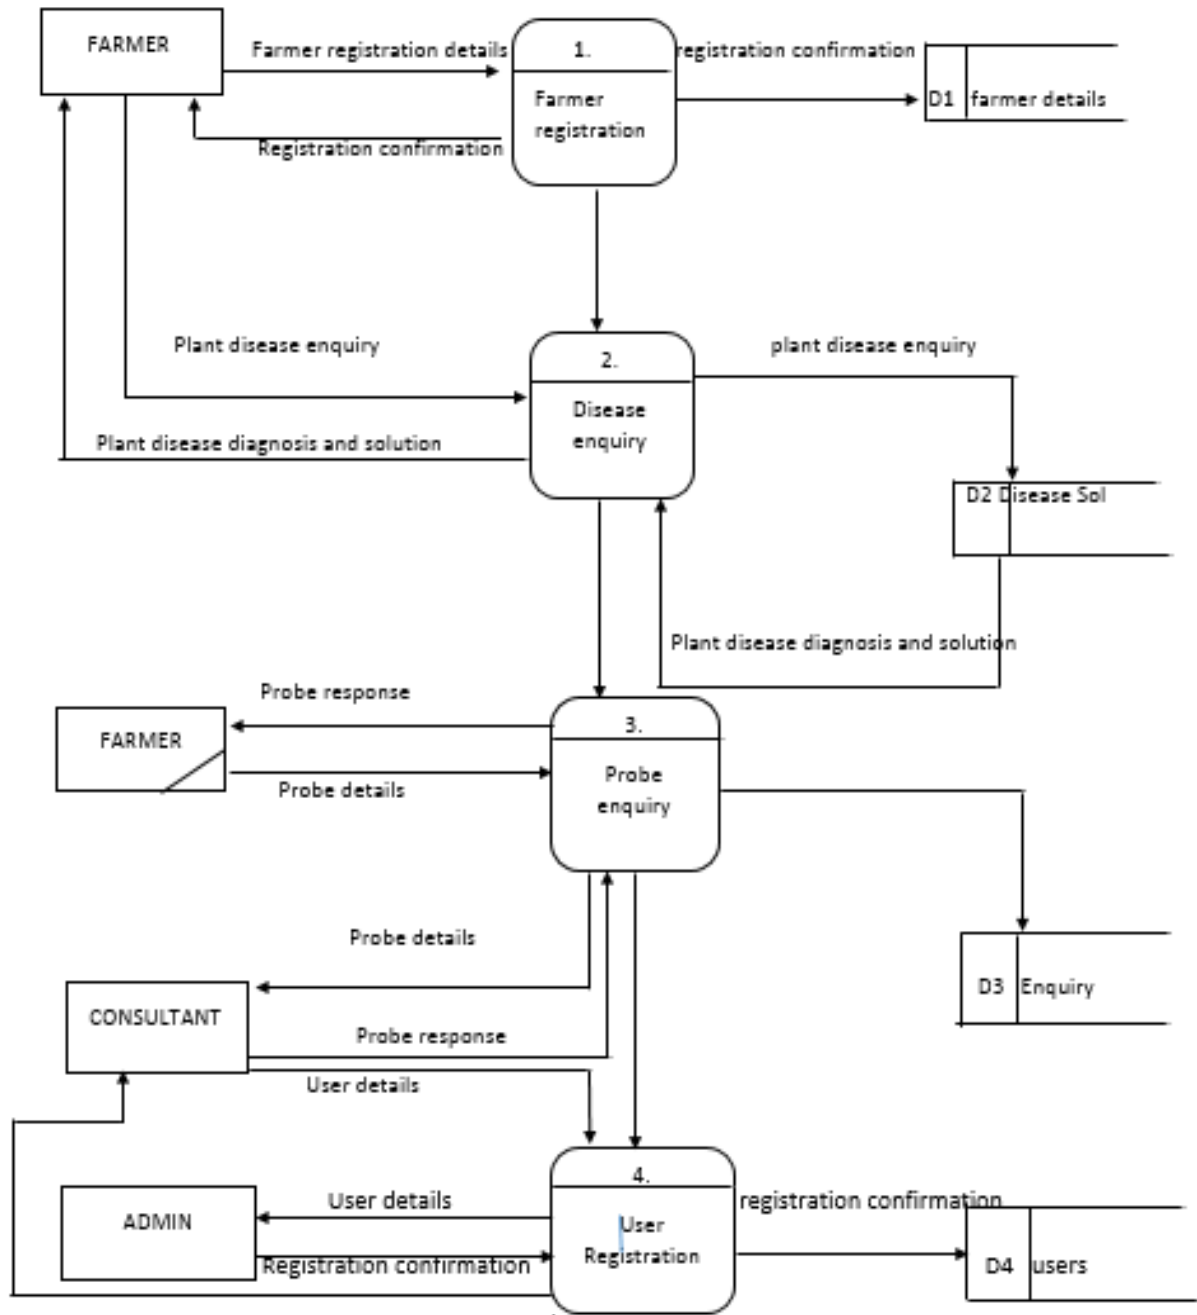 FARMER
Farmer registration details
1.
registration confirmation
Farmer
registration
D1 farmer details
Registration confirmation
Plant disease enquiry
2.
plant disease enquiry
Disease
enquiry
Plant disease diagnosis and solution
D2 Disease Sol
Plant disease diagnosis and solution
Probe response
3.
FARMER
Probe
enquiry
Probe details
Probe details
D3 Enquiry
CONSULTANT
Probe response
User details
4.
User details
registration confirmation
ADMIN
User
Registration
Registration confirmation
D4 users